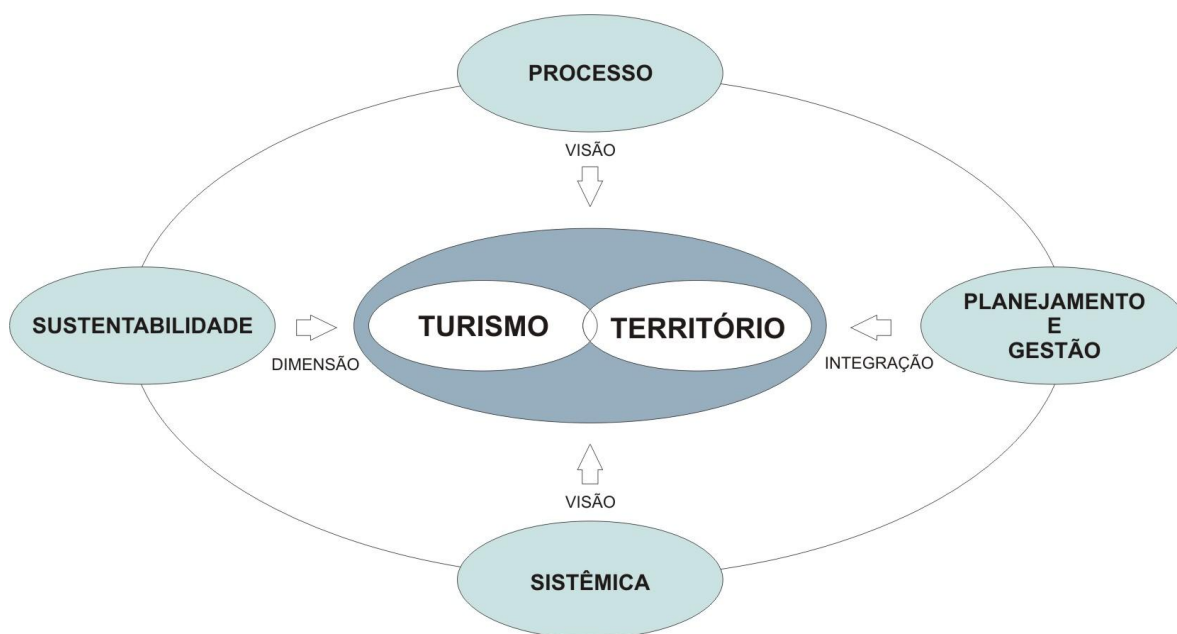 PROCESSO
VISÃO
SUSTENTABILIDADE
DIMENSÃO
TURISMO
TERRITÓRIO
PLANEJAMENTO
E
GESTÃO
INTEGRAÇÃO
VISÃO
SISTÊMICA